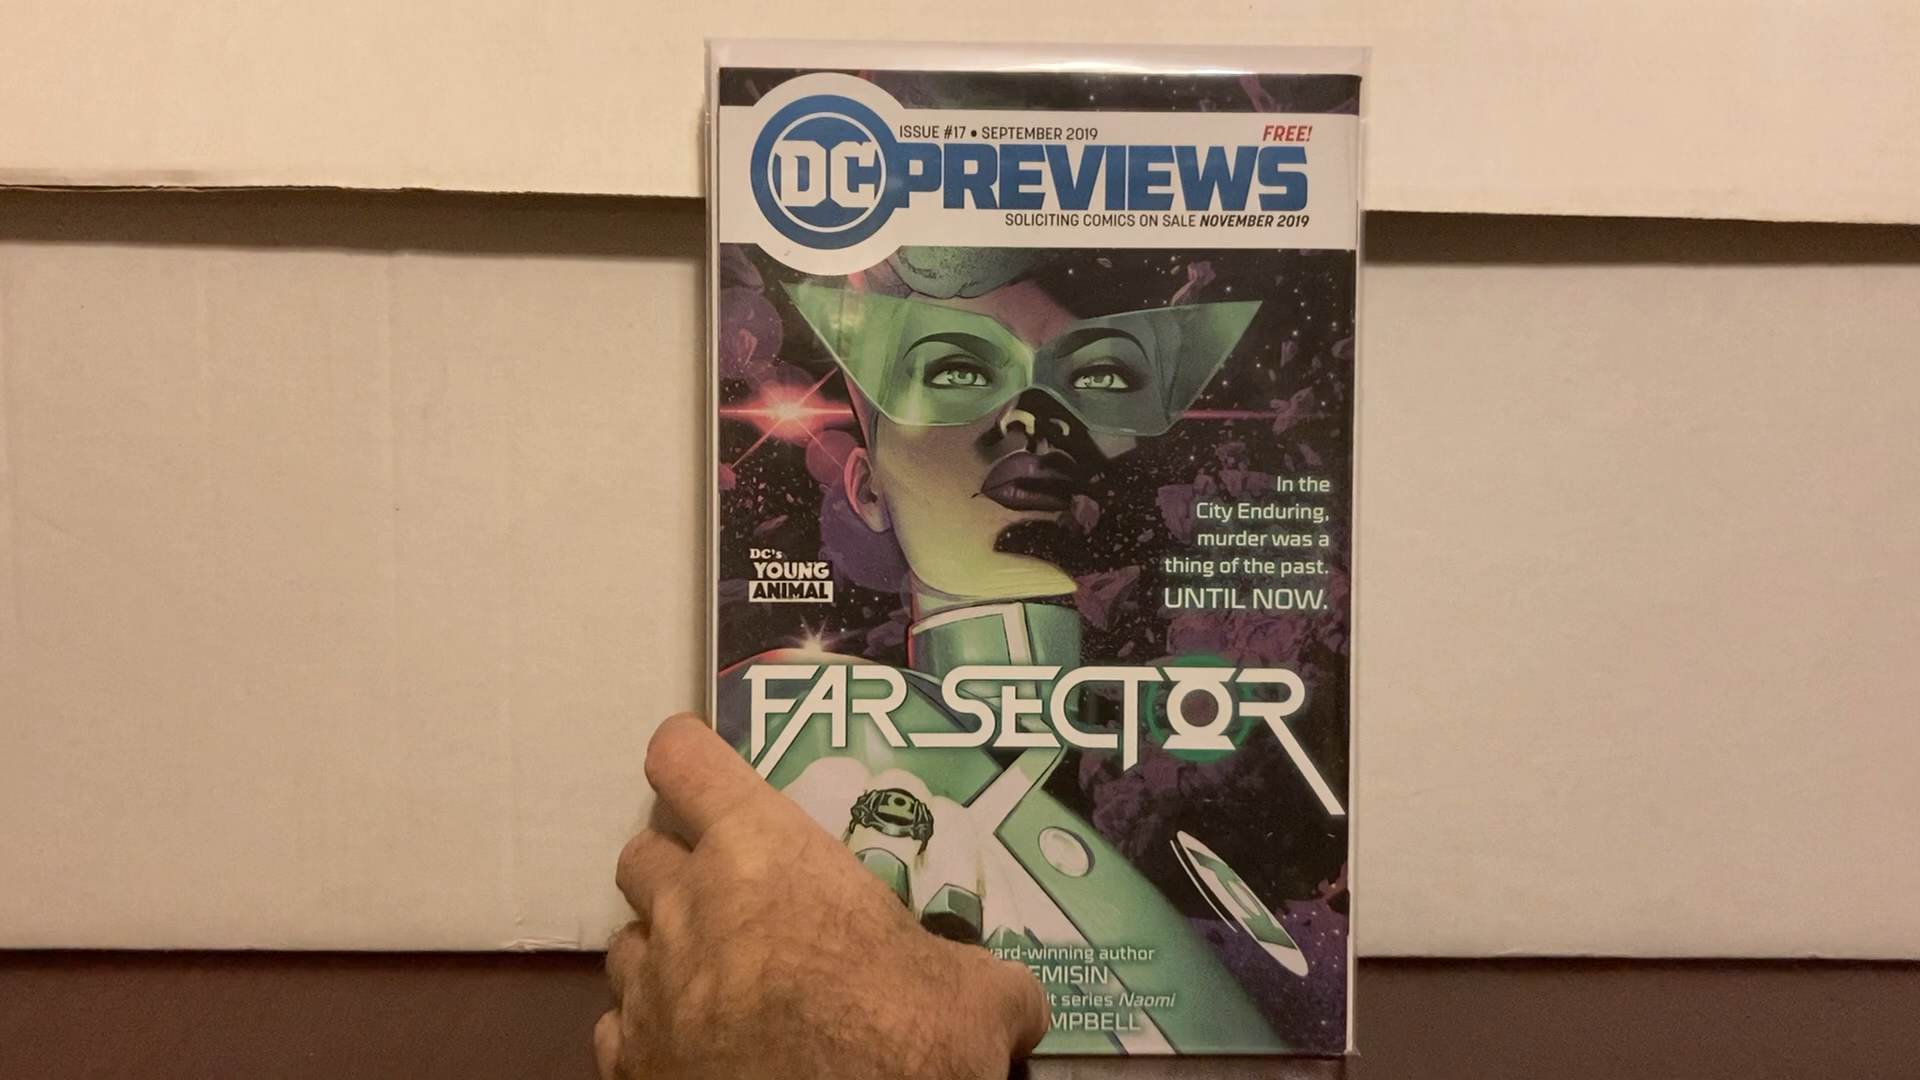 ISSUE #17 • SEPTEMBER 2019
FREE!
DC PREVIEWS
SOLICITING COMICS ON SALE NOVEMBER 2019
In the
City Enduring,
murder was a
thing of the past.
UNTIL NOW.
DC's
YOUNG
ANIMAL
FAR SECTOR
ard-winning author
EMISIN
it series Naomi
MPBELL